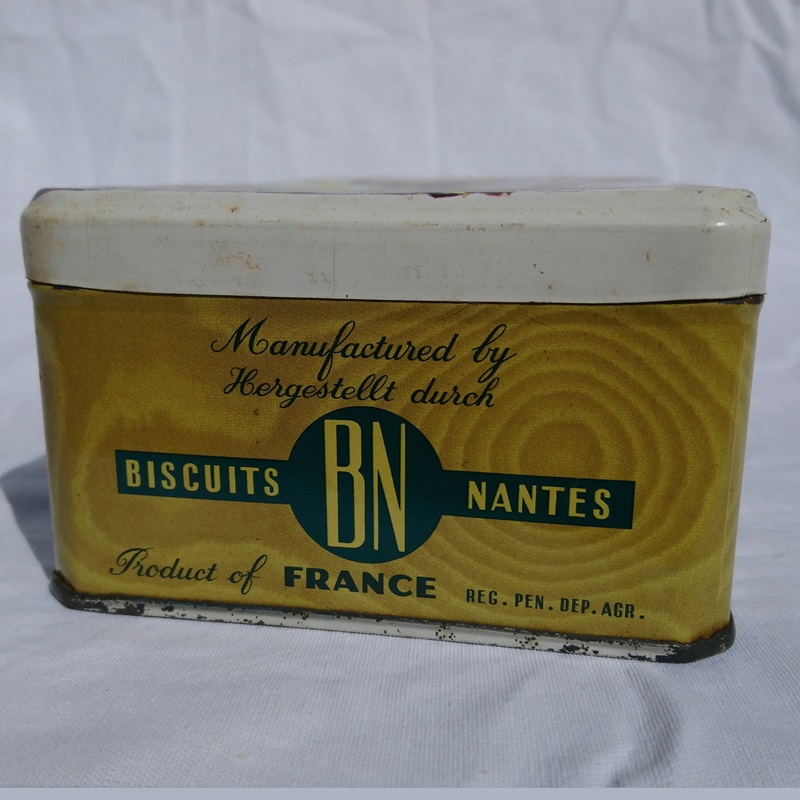 Manufactured by
Hergestellt durch
BISCUITS BN NANTES
Product of FRANCE REG. PEN. DEP. AGR.